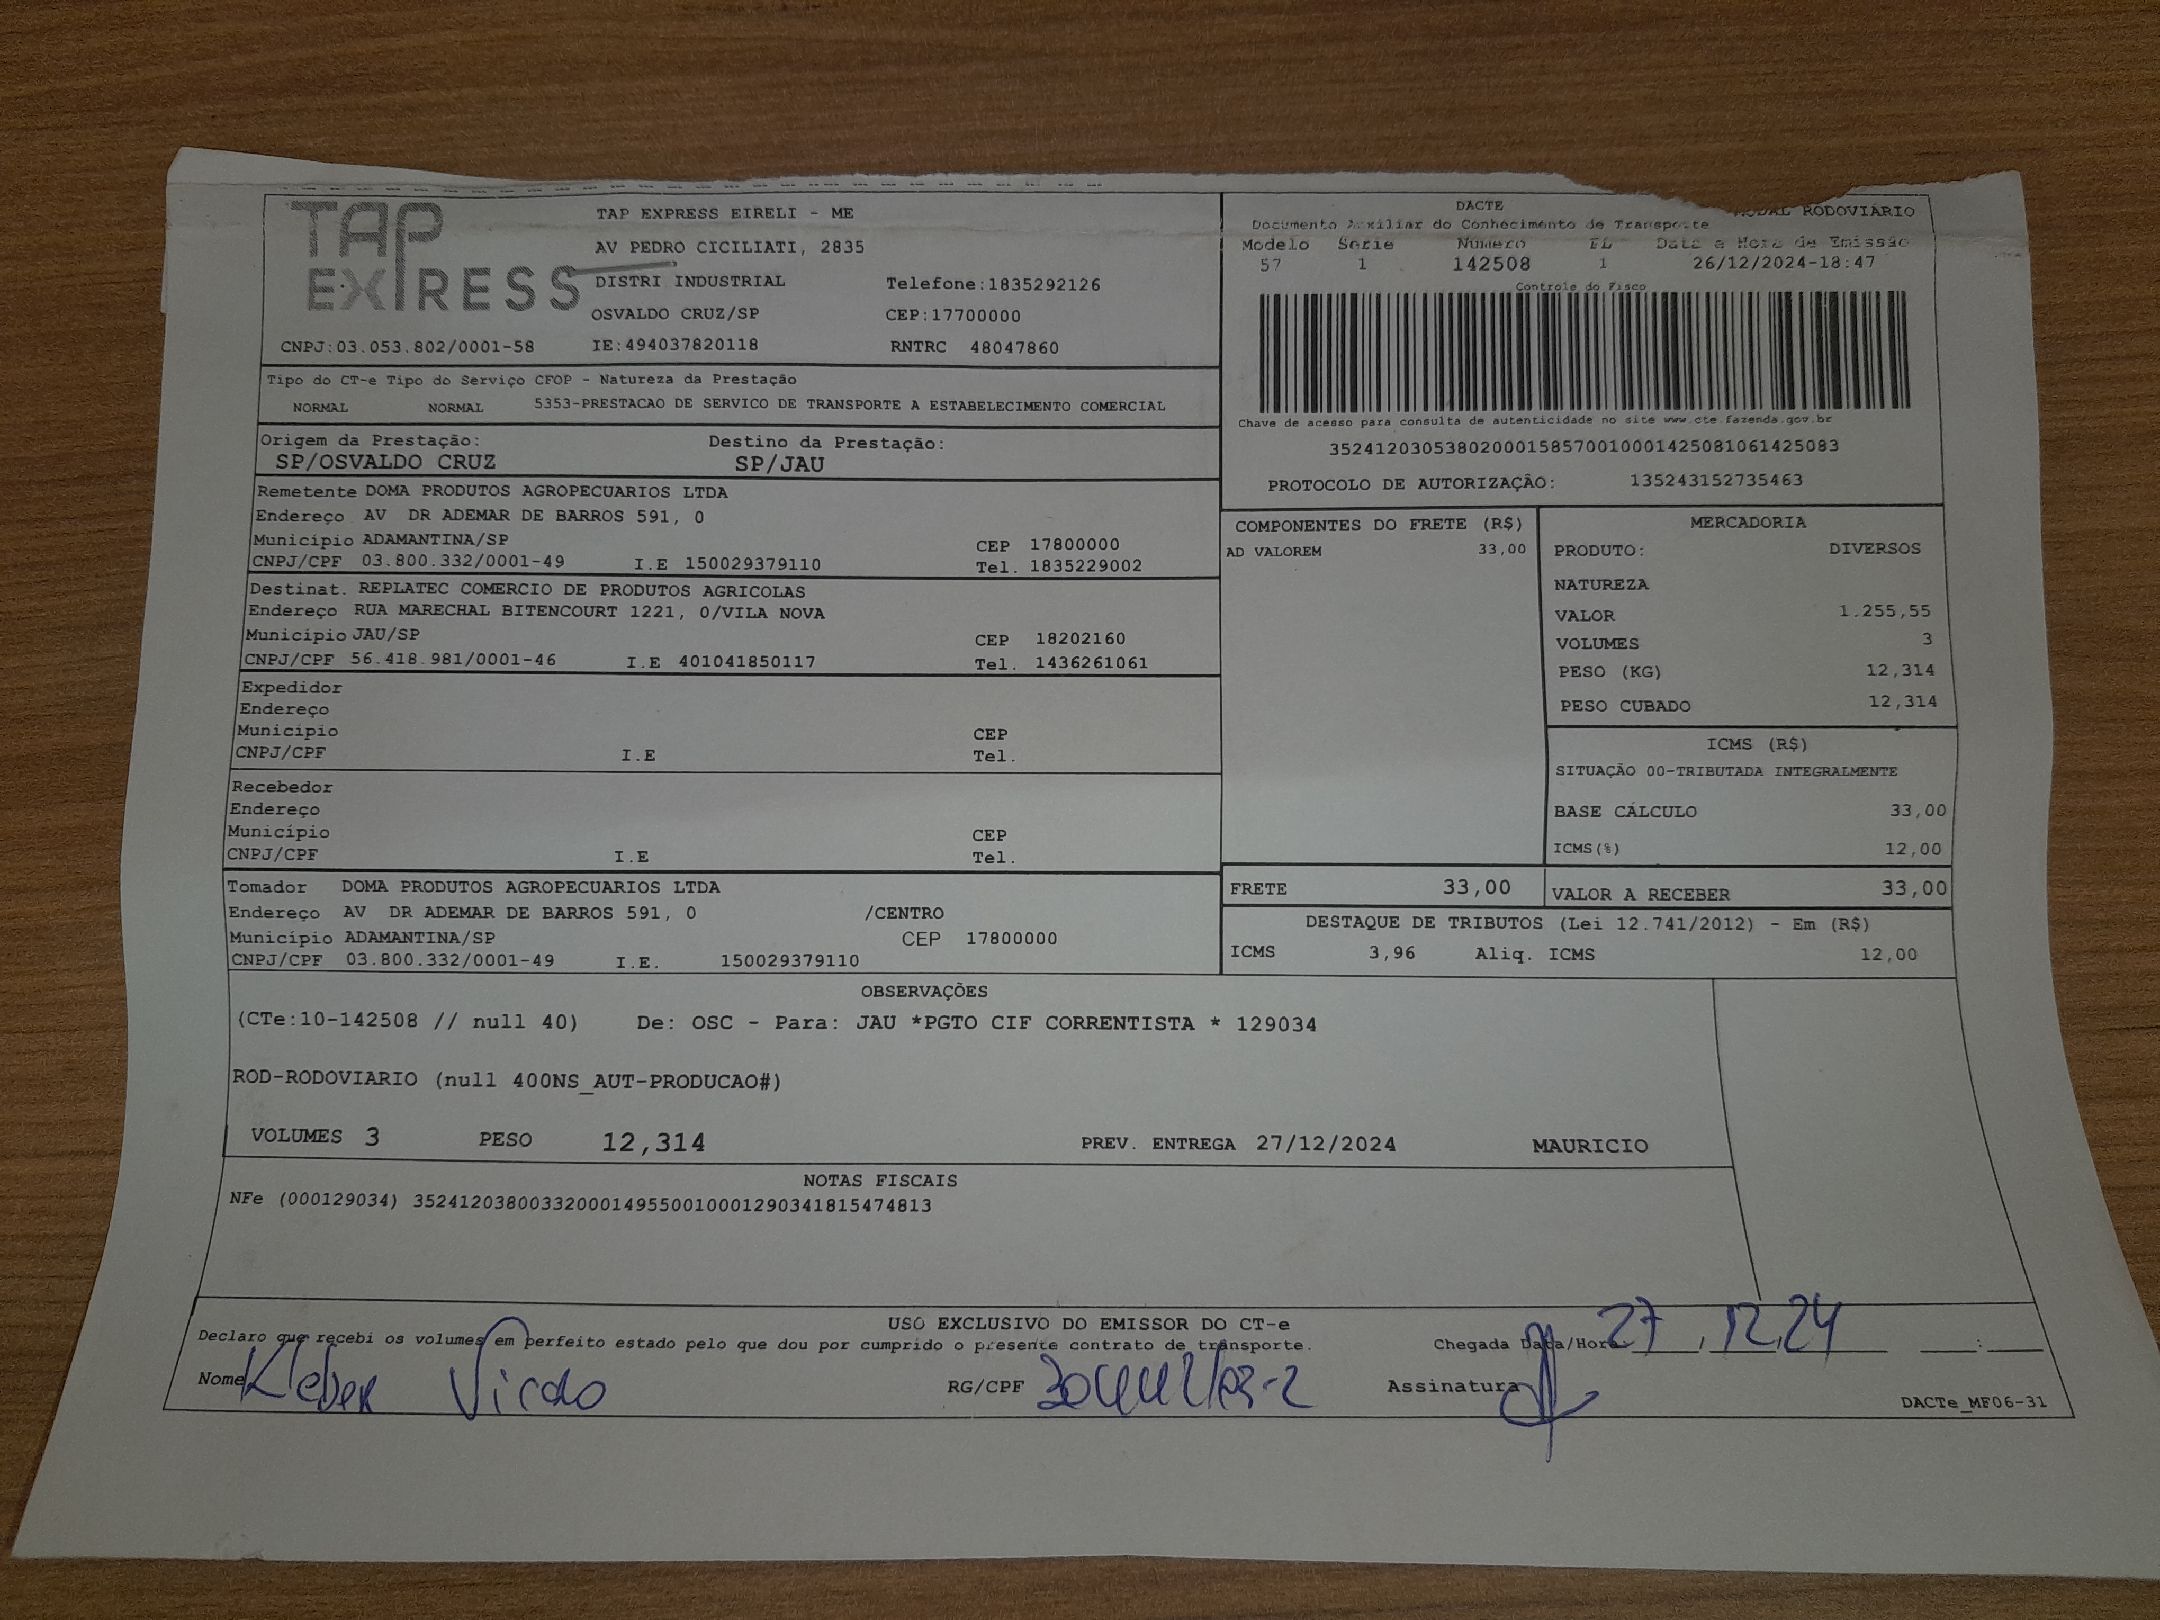 TAP EXPRESS
TAP EXPRESS EIRELI - ME
AV PEDRO CICILIATI, 2835
DISTRI INDUSTRIAL Telefone:1835292126
OSVALDO CRUZ/SP CEP:17700000
CNPJ:03.053.802/0001-58 IE:494037820118 RNTRC 48047860
DACTE
Documento Auxiliar do Conhecimento de Transporte MODAL RODOVIÁRIO
Modelo Série Número FL Data e Hora de Emissão
57 1 142508 1 26/12/2024-18:47
Controle do Fisco
Chave de acesso para consulta de autenticidade no site www.cte.fazenda.gov.br
35241203053802000158570010001425081061425083
PROTOCOLO DE AUTORIZAÇÃO: 135243152735463
Tipo do CT-e Tipo do Serviço CFOP - Natureza da Prestação
NORMAL NORMAL 5353-PRESTACAO DE SERVICO DE TRANSPORTE A ESTABELECIMENTO COMERCIAL
Origem da Prestação: Destino da Prestação:
SP/OSVALDO CRUZ SP/JAU
Remetente DOMA PRODUTOS AGROPECUARIOS LTDA
Endereço AV DR ADEMAR DE BARROS 591, 0
Município ADAMANTINA/SP CEP 17800000
CNPJ/CPF 03.800.332/0001-49 I.E 150029379110 Tel. 1835229002
Destinat. REPLATEC COMERCIO DE PRODUTOS AGRICOLAS
Endereço RUA MARECHAL BITENCOURT 1221, 0/VILA NOVA
Município JAU/SP CEP 18202160
CNPJ/CPF 56.418.981/0001-46 I.E 401041850117 Tel. 1436261061
Expedidor
Endereço
Município CEP
CNPJ/CPF I.E Tel.
Recebedor
Endereço
Município CEP
CNPJ/CPF I.E Tel.
Tomador DOMA PRODUTOS AGROPECUARIOS LTDA
Endereço AV DR ADEMAR DE BARROS 591, 0 /CENTRO
Município ADAMANTINA/SP CEP 17800000
CNPJ/CPF 03.800.332/0001-49 I.E. 150029379110
COMPONENTES DO FRETE (R$)
AD VALOREM 33,00
MERCADORIA
PRODUTO: DIVERSOS
NATUREZA
VALOR 1.255,55
VOLUMES 3
PESO (KG) 12,314
PESO CUBADO 12,314
ICMS (R$)
SITUAÇÃO 00-TRIBUTADA INTEGRALMENTE
BASE CÁLCULO 33,00
ICMS(%) 12,00
FRETE 33,00 VALOR A RECEBER 33,00
DESTAQUE DE TRIBUTOS (Lei 12.741/2012) - Em (R$)
ICMS 3,96 Aliq. ICMS 12,00
OBSERVAÇÕES
(CTe:10-142508 // null 40) De: OSC - Para: JAU *PGTO CIF CORRENTISTA * 129034
ROD-RODOVIARIO (null 400NS_AUT-PRODUCAO#)
VOLUMES 3 PESO 12,314 PREV. ENTREGA 27/12/2024 MAURICIO
NOTAS FISCAIS
NFe (000129034) 35241203800332000149550010001290341815474813
USO EXCLUSIVO DO EMISSOR DO CT-e
Declaro que recebi os volumes em perfeito estado pelo que dou por cumprido o presente contrato de transporte. Chegada Data/Hora 27 , 12,24 :
Nome Kleber RG/CPF Assinatura
DACTe_MF06-31